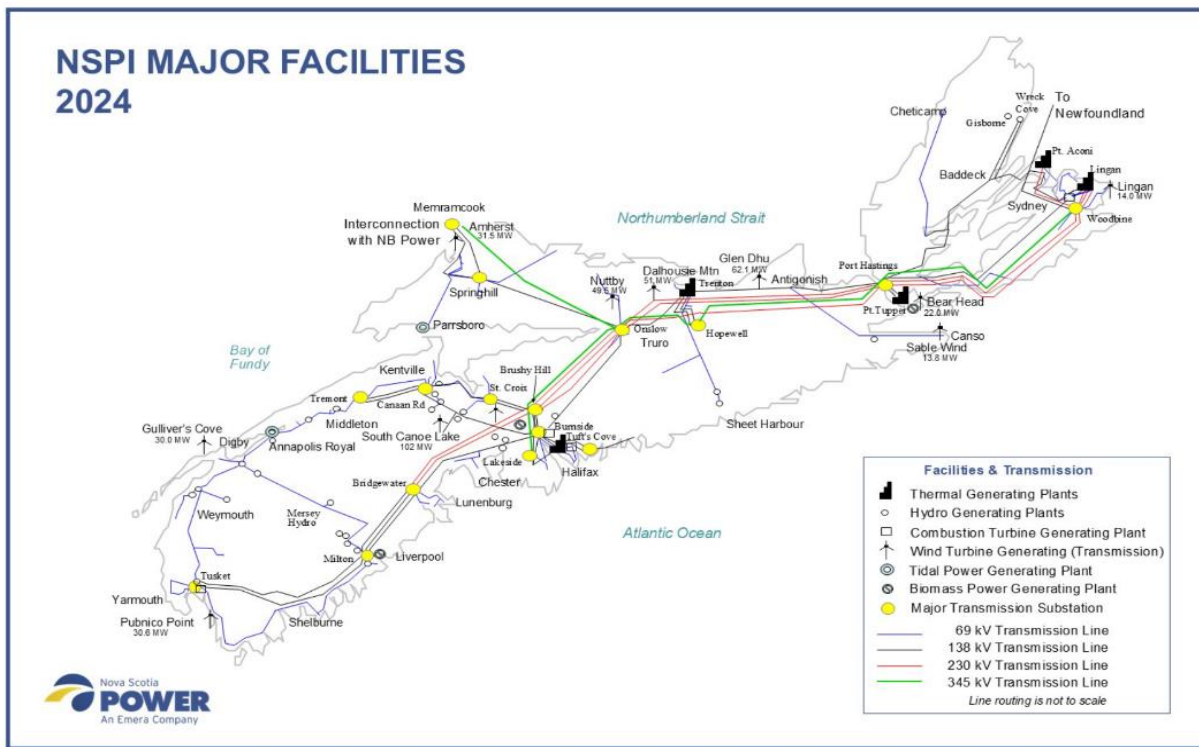 NSPI MAJOR FACILITIES
2024
Cheticamp
Wreck
Cove
Gisborne
To
Newfoundland
Pt. Aconi
Lingan
Baddeck
Lingan
14.0 MW
Sydney
Woodbine
Memramcook
Interconnection
with NB Power
Amherst
31.5 MW
Northumberland Strait
Springhill
Nuttby
49.5 MW
Dalhousie Mtn
51 MW
Trenton
Glen Dhu
62.1 MW
Antigonish
Port Hastings
Pt.Tupper
Bear Head
22.0 MW
Canso
Sable Wind
13.8 MW
Parrsboro
Onslow
Truro
Hopewell
Bay of
Fundy
Kentville
Brushy Hill
St. Croix
Tremont
Canaan Rd
Middleton
South Canoe Lake
102 MW
Burnside
Tuft's Cove
Sheet Harbour
Gulliver's Cove
30.0 MW
Digby
Annapolis Royal
Lakeside
Halifax
Chester
Bridgewater
Lunenburg
Weymouth
Mersey
Hydro
Atlantic Ocean
Milton
Liverpool
Tusket
Yarmouth
Pubnico Point
30.6 MW
Shelburne
Facilities & Transmission
Thermal Generating Plants
Hydro Generating Plants
Combustion Turbine Generating Plant
Wind Turbine Generating (Transmission)
Tidal Power Generating Plant
Biomass Power Generating Plant
Major Transmission Substation
69 kV Transmission Line
138 kV Transmission Line
230 kV Transmission Line
345 kV Transmission Line
Line routing is not to scale
Nova Scotia
POWER
An Emera Company